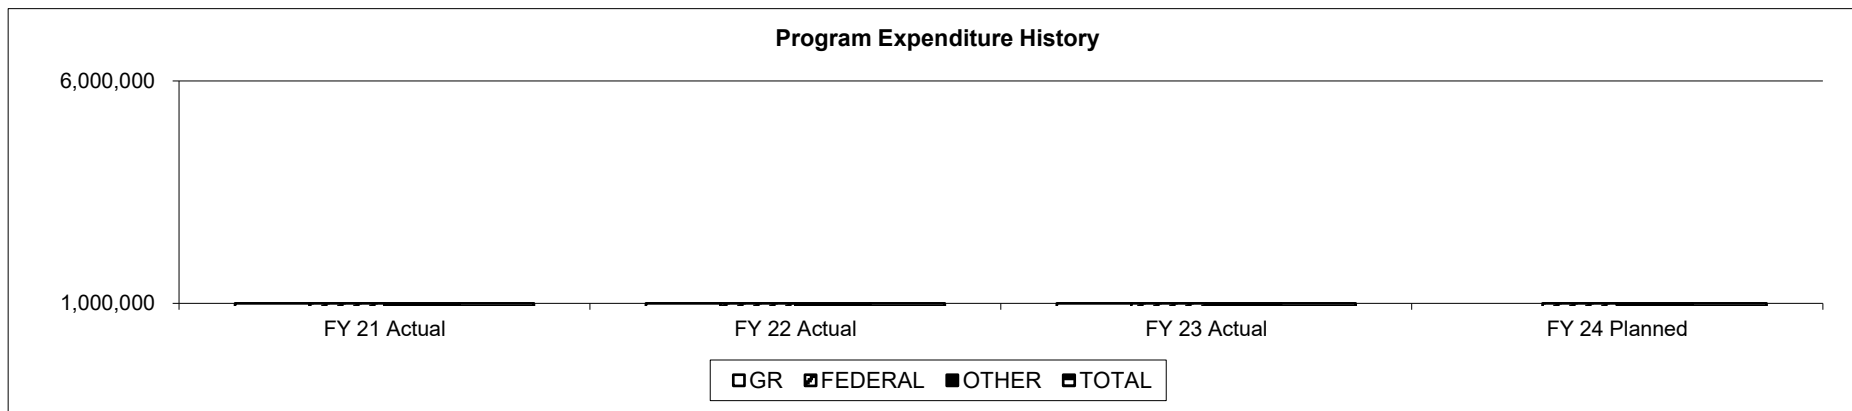 Program Expenditure History
6,000,000
1,000,000
FY 21 Actual FY 22 Actual FY 23 Actual FY 24 Planned
GR FEDERAL OTHER TOTAL